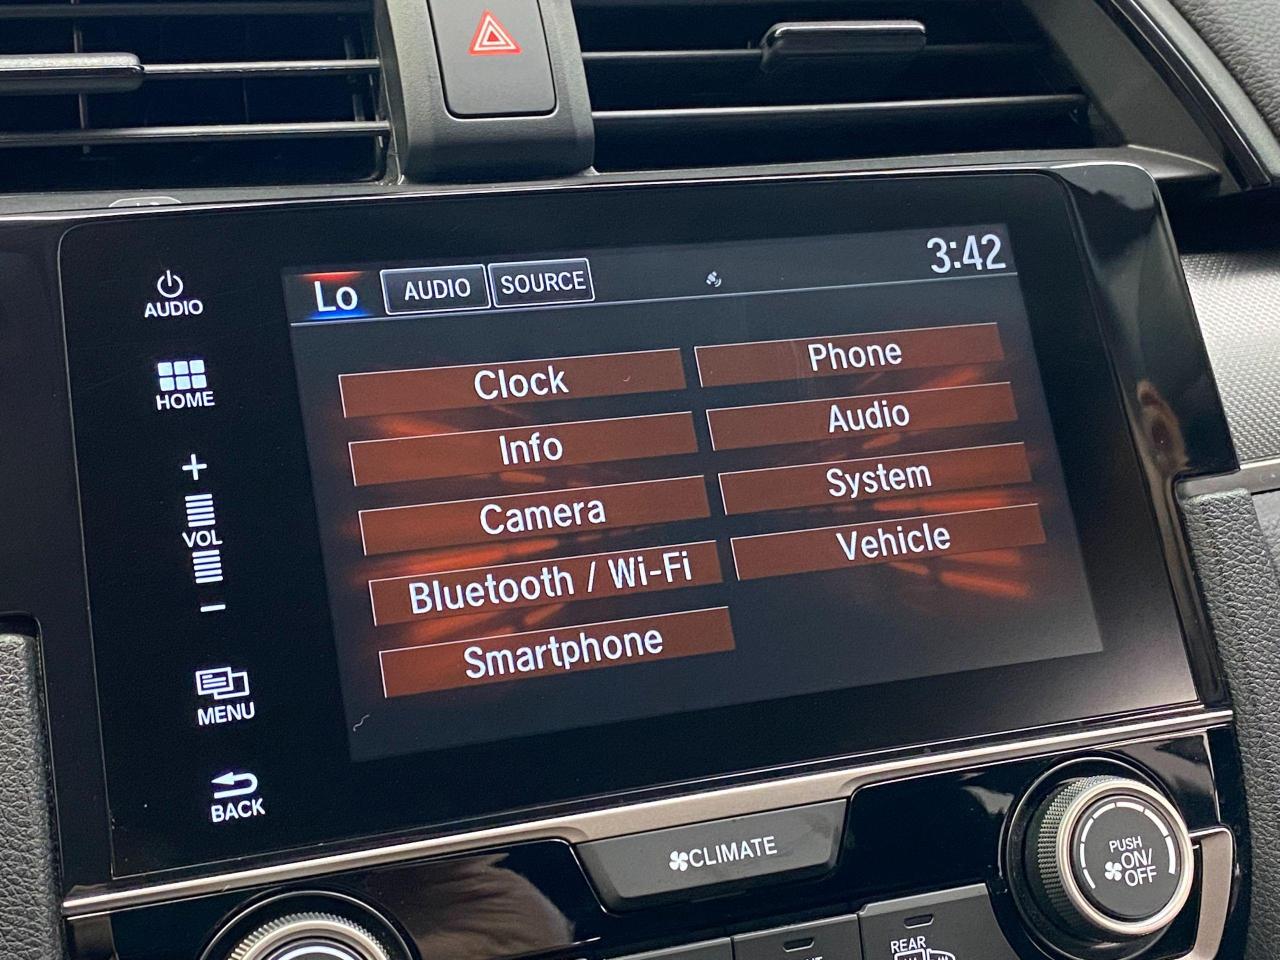 Lo
AUDIO
SOURCE
3:42
AUDIO
HOME
+
VOL
−
MENU
BACK
Clock
Phone
Info
Audio
Camera
System
Bluetooth / Wi-Fi
Vehicle
Smartphone
CLIMATE
PUSH
ON/
OFF
REAR